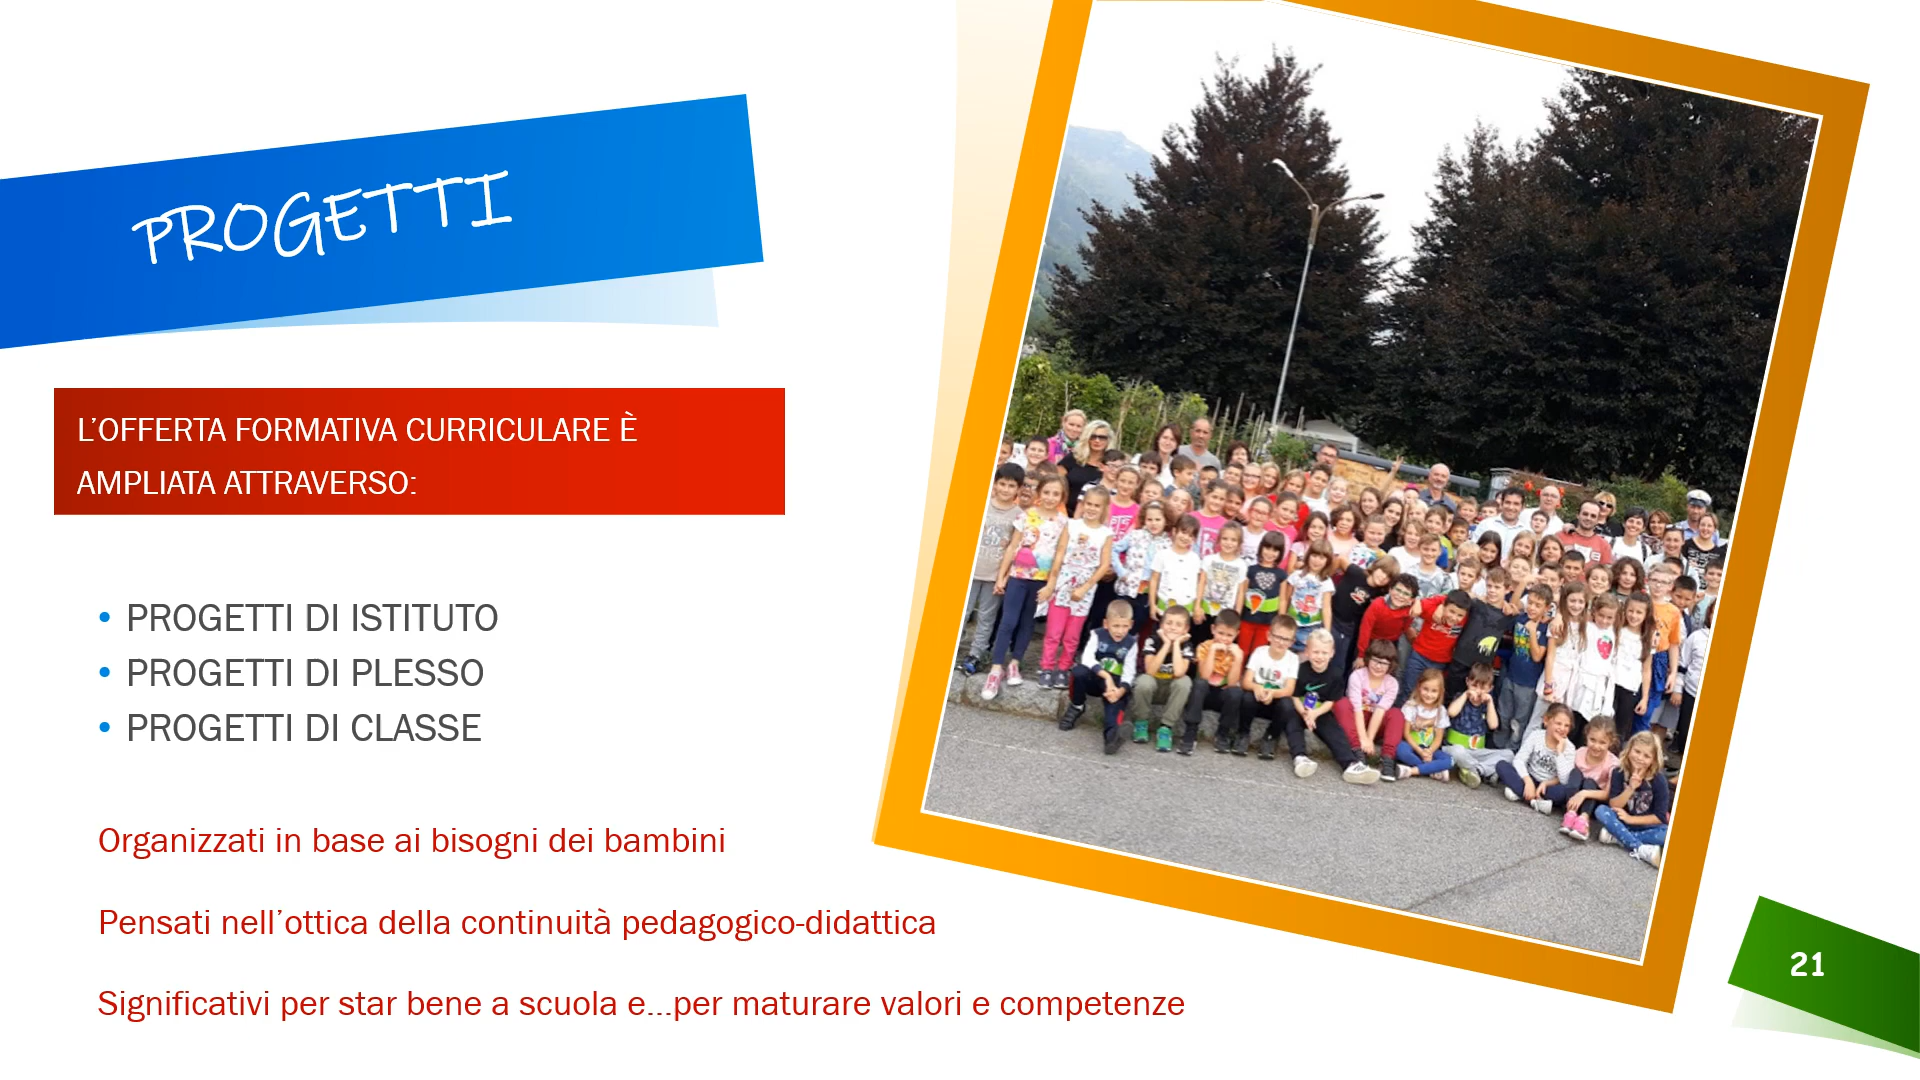 PROGETTI
L’OFFERTA FORMATIVA CURRICULARE È
AMPLIATA ATTRAVERSO:
• PROGETTI DI ISTITUTO
• PROGETTI DI PLESSO
• PROGETTI DI CLASSE
Organizzati in base ai bisogni dei bambini
Pensati nell’ottica della continuità pedagogico-didattica
Significativi per star bene a scuola e…per maturare valori e competenze
21